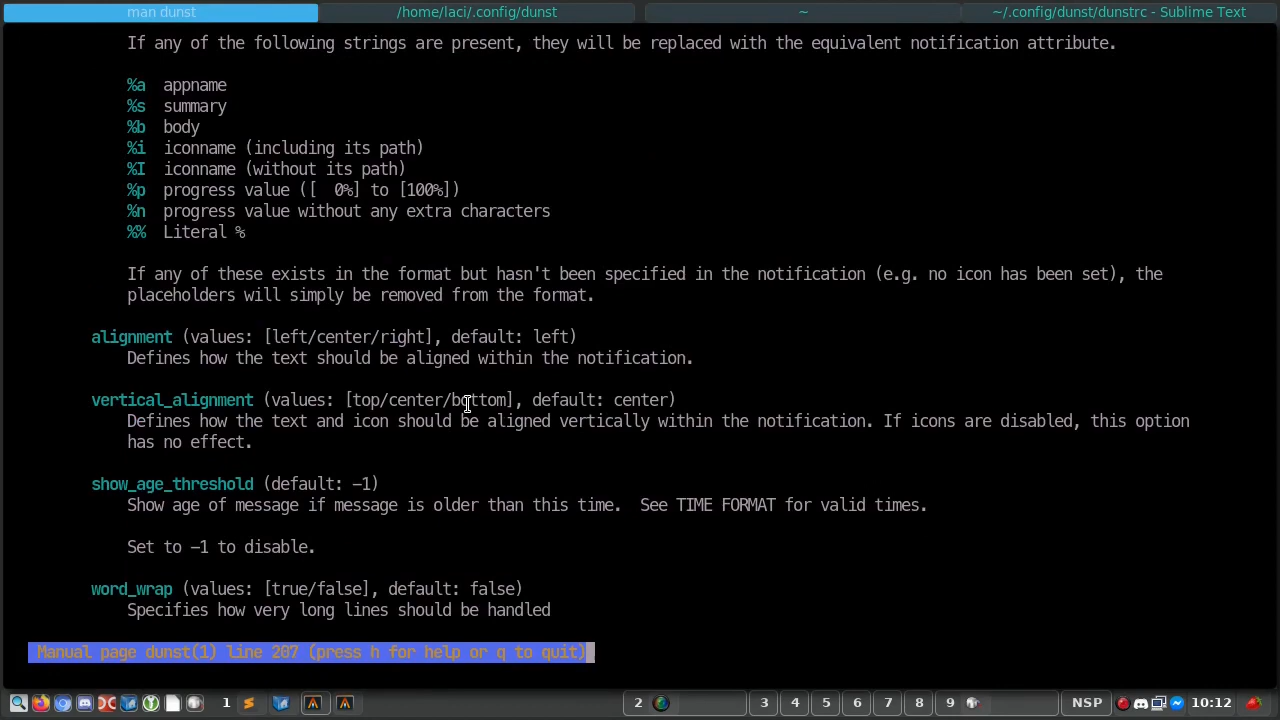 man dunst
/home/laci/.config/dunst
~
~/.config/dunst/dunstrc - Sublime Text
If any of the following strings are present, they will be replaced with the equivalent notification attribute.
%a appname
%s summary
%b body
%i iconname (including its path)
%I iconname (without its path)
%p progress value ([  0%] to [100%])
%n progress value without any extra characters
%% Literal %
If any of these exists in the format but hasn't been specified in the notification (e.g. no icon has been set), the
placeholders will simply be removed from the format.
alignment (values: [left/center/right], default: left)
Defines how the text should be aligned within the notification.
vertical_alignment (values: [top/center/bottom], default: center)
Defines how the text and icon should be aligned vertically within the notification. If icons are disabled, this option
has no effect.
show_age_threshold (default: -1)
Show age of message if message is older than this time.  See TIME FORMAT for valid times.
Set to -1 to disable.
word_wrap (values: [true/false], default: false)
Specifies how very long lines should be handled
Manual page dunst(1) line 207 (press h for help or q to quit)
1 2 3 4 5 6 7 8 9 NSP 10:12